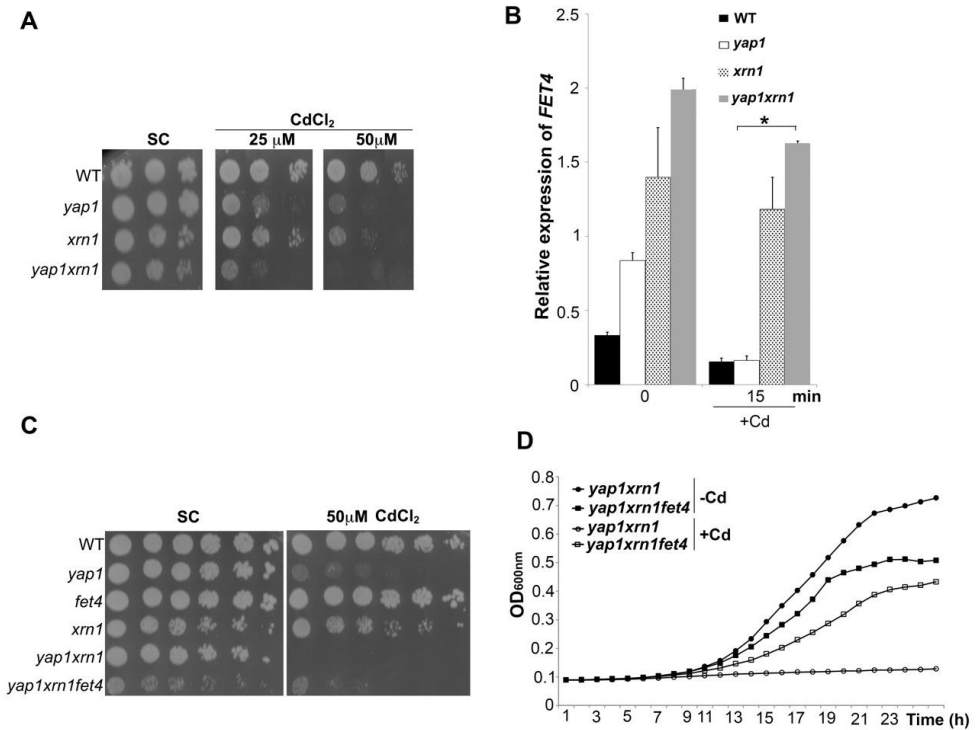 A
CdCl2
SC 25 µM 50µM
WT
yap1
xrn1
yap1xrn1
B
Relative expression of FET4
2.5
2
1.5
1
0.5
0
WT
yap1
xrn1
yap1xrn1
*
0 15 min
+Cd
C
SC 50µM CdCl2
WT
yap1
fet4
xrn1
yap1xrn1
yap1xrn1fet4
D
OD600nm
0.8
0.7
0.6
0.5
0.4
0.3
0.2
0.1
0
yap1xrn1
yap1xrn1fet4
-Cd
yap1xrn1
yap1xrn1fet4
+Cd
1 3 5 7 9 11 13 15 17 19 21 23 Time (h)